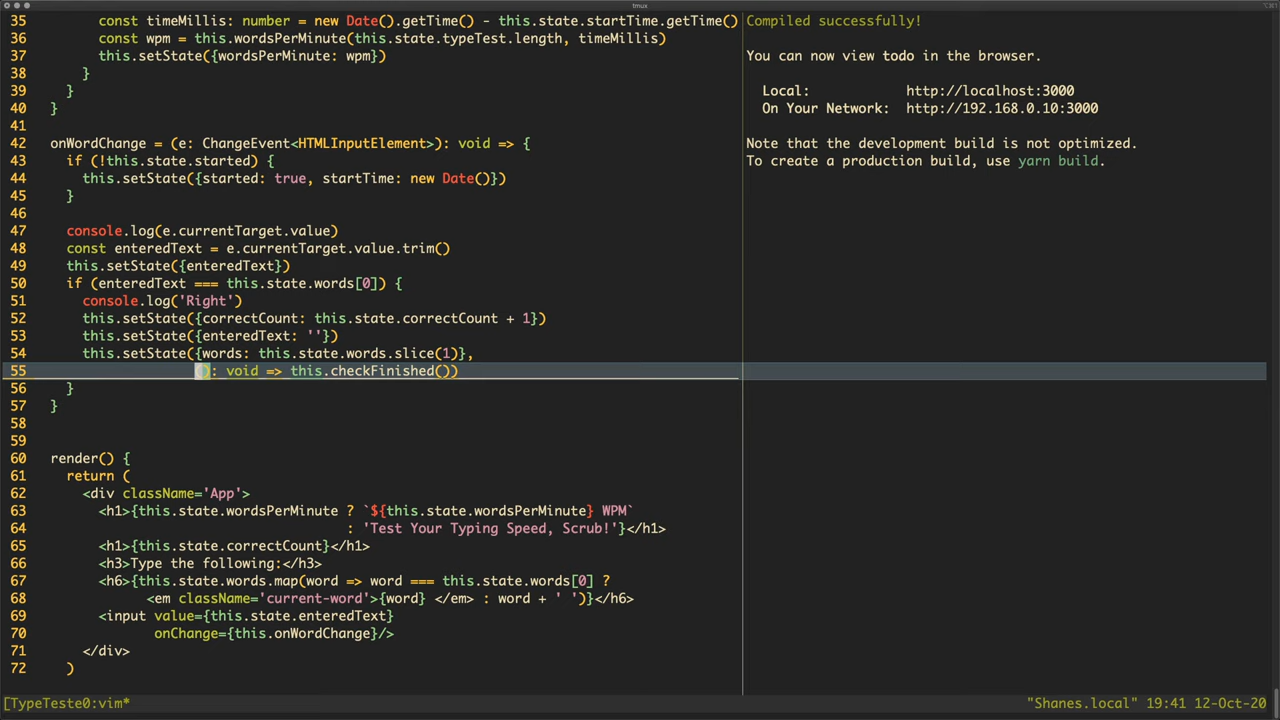 tmux
35 const timeMillis: number = new Date().getTime() - this.state.startTime.getTime()
36 const wpm = this.wordsPerMinute(this.state.typeTest.length, timeMillis)
37 this.setState({wordsPerMinute: wpm})
38 }
39 }
40 }
41
42 onWordChange = (e: ChangeEvent<HTMLInputElement>): void => {
43 if (!this.state.started) {
44 this.setState({started: true, startTime: new Date()})
45 }
46
47 console.log(e.currentTarget.value)
48 const enteredText = e.currentTarget.value.trim()
49 this.setState({enteredText})
50 if (enteredText === this.state.words[0]) {
51 console.log('Right')
52 this.setState({correctCount: this.state.correctCount + 1})
53 this.setState({enteredText: ''})
54 this.setState({words: this.state.words.slice(1)},
55 (): void => this.checkFinished())
56 }
57 }
58
59
60 render() {
61 return (
62 <div className='App'>
63 <h1>{this.state.wordsPerMinute ? `${this.state.wordsPerMinute} WPM`
64 : 'Test Your Typing Speed, Scrub!'}</h1>
65 <h1>{this.state.correctCount}</h1>
66 <h3>Type the following:</h3>
67 <h6>{this.state.words.map(word => word === this.state.words[0] ?
68 <em className='current-word'>{word} </em> : word + ' ')}</h6>
69 <input value={this.state.enteredText}
70 onChange={this.onWordChange}/>
71 </div>
72 )
Compiled successfully!
You can now view todo in the browser.
Local: http://localhost:3000
On Your Network: http://192.168.0.10:3000
Note that the development build is not optimized.
To create a production build, use yarn build.
[TypeTeste0:vim* "Shanes.local" 19:41 12-Oct-20